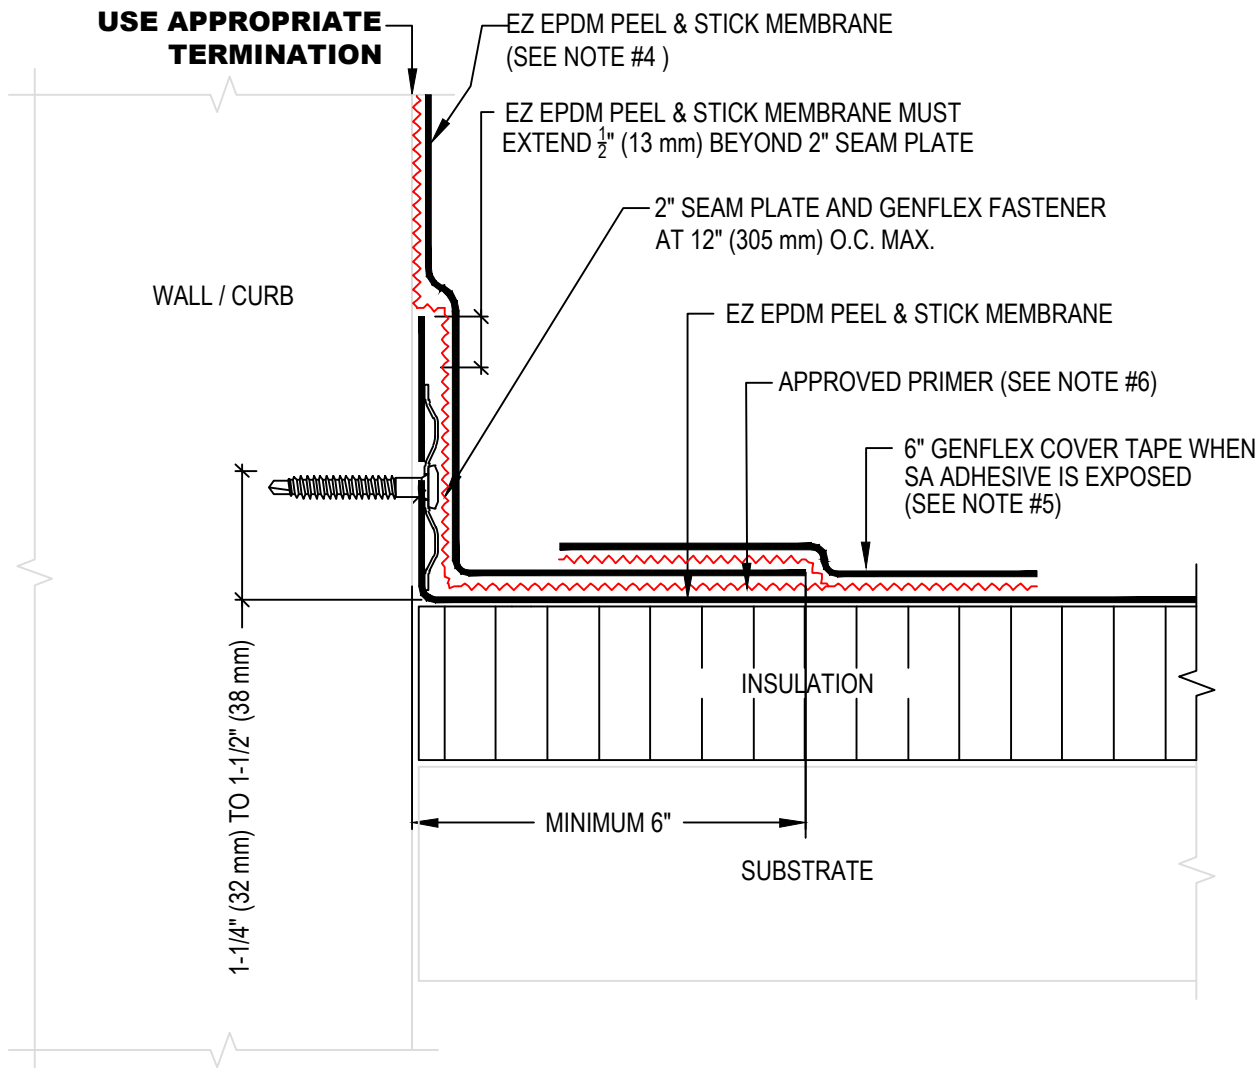 USE APPROPRIATE
TERMINATION
EZ EPDM PEEL & STICK MEMBRANE
(SEE NOTE #4 )
EZ EPDM PEEL & STICK MEMBRANE MUST
EXTEND ½" (13 mm) BEYOND 2" SEAM PLATE
2" SEAM PLATE AND GENFLEX FASTENER
AT 12" (305 mm) O.C. MAX.
WALL / CURB
EZ EPDM PEEL & STICK MEMBRANE
APPROVED PRIMER (SEE NOTE #6)
6" GENFLEX COVER TAPE WHEN
SA ADHESIVE IS EXPOSED
(SEE NOTE #5)
1-1/4" (32 mm) TO 1-1/2" (38 mm)
INSULATION
MINIMUM 6"
SUBSTRATE